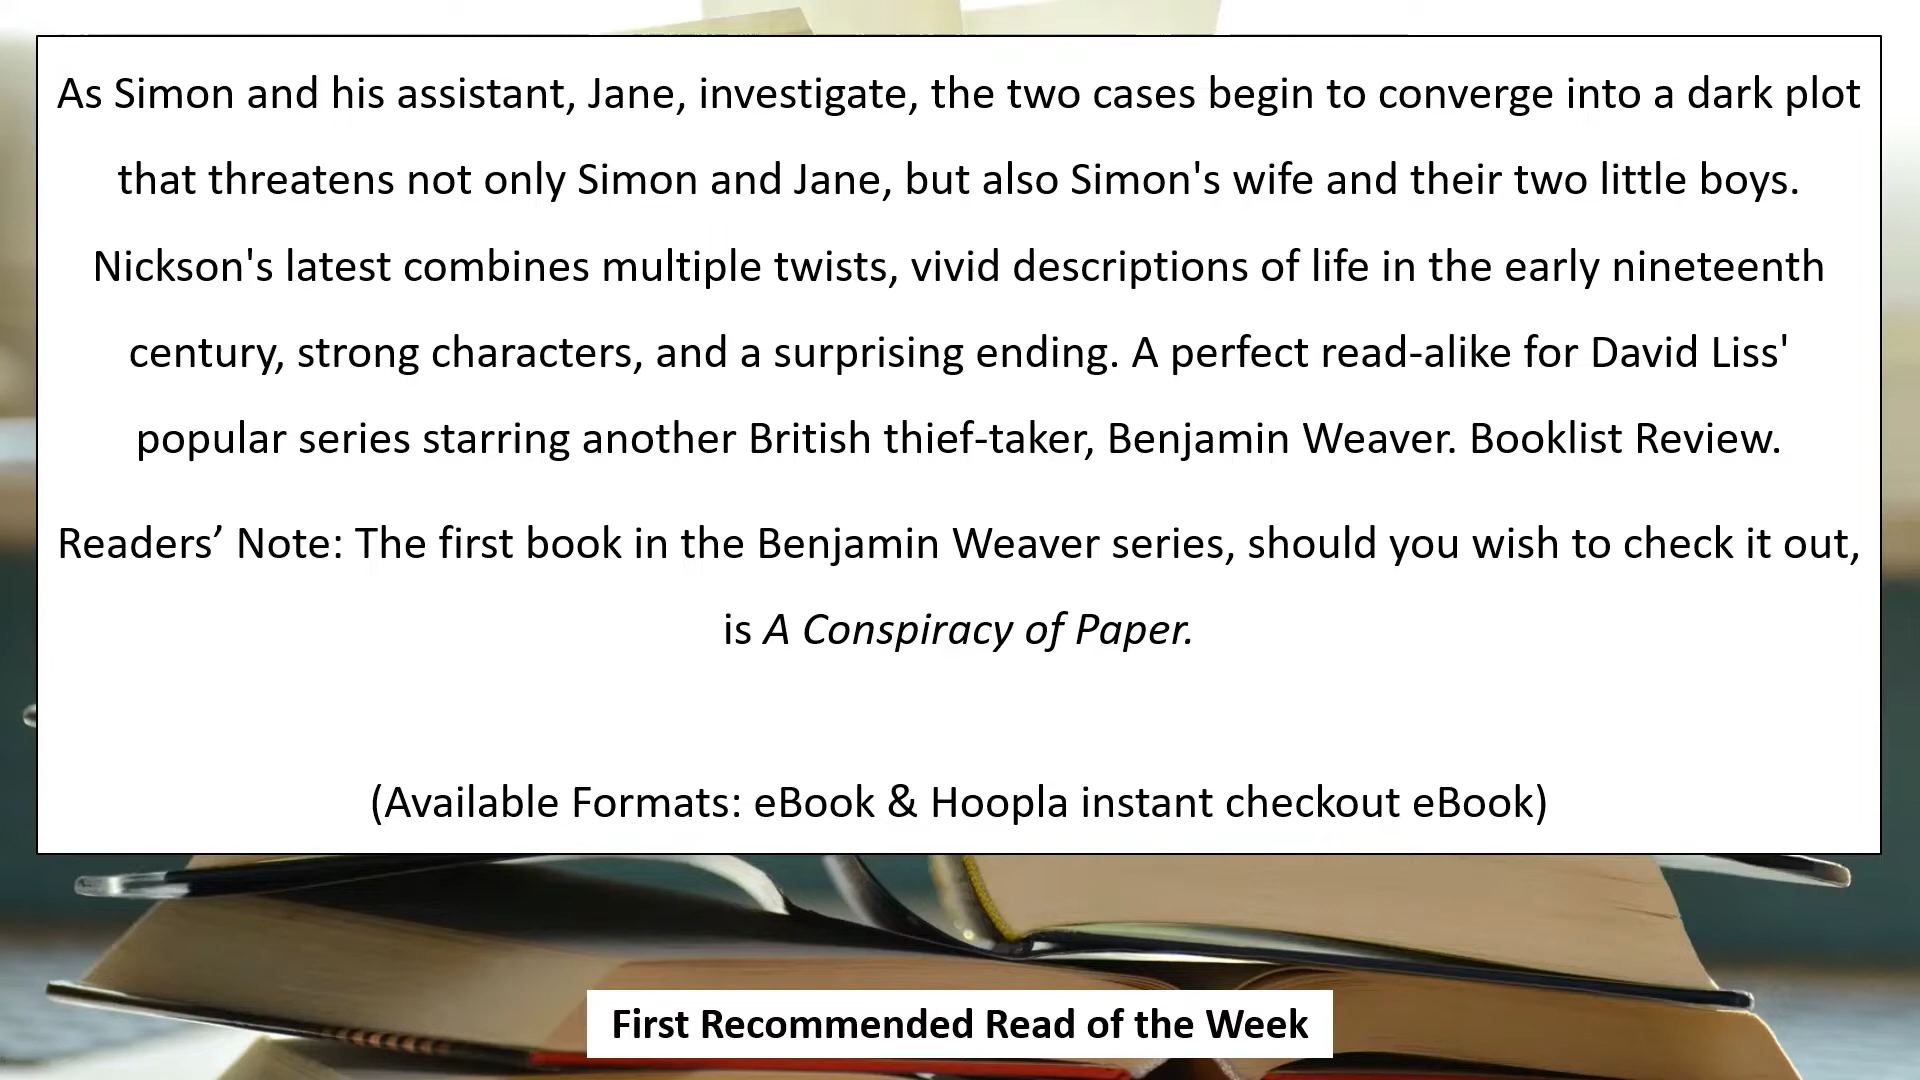 As Simon and his assistant, Jane, investigate, the two cases begin to converge into a dark plot
that threatens not only Simon and Jane, but also Simon's wife and their two little boys.
Nickson's latest combines multiple twists, vivid descriptions of life in the early nineteenth
century, strong characters, and a surprising ending. A perfect read-alike for David Liss'
popular series starring another British thief-taker, Benjamin Weaver. Booklist Review.
Readers’ Note: The first book in the Benjamin Weaver series, should you wish to check it out,
is A Conspiracy of Paper.
(Available Formats: eBook & Hoopla instant checkout eBook)
First Recommended Read of the Week